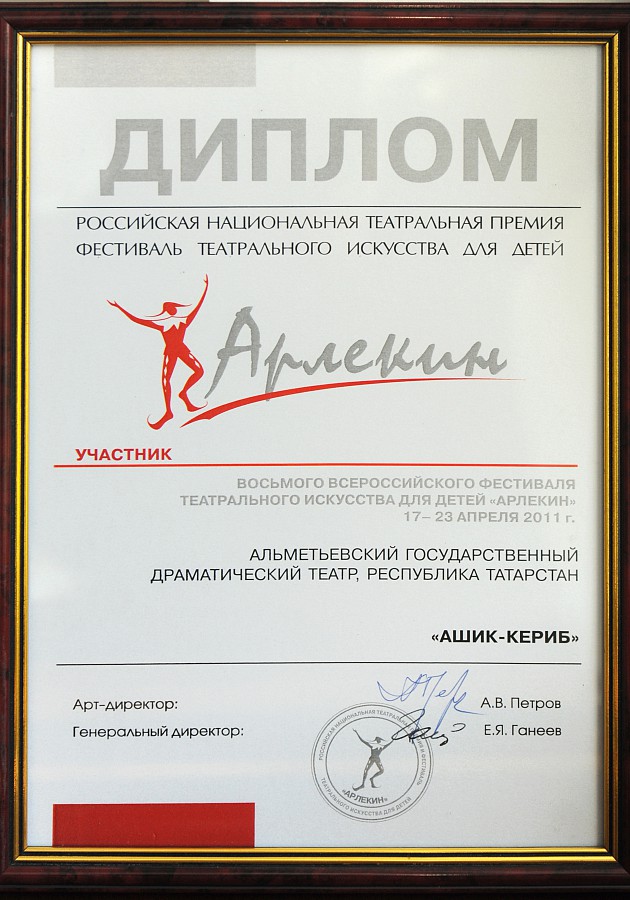 ДИПЛОМ
РОССИЙСКАЯ НАЦИОНАЛЬНАЯ ТЕАТРАЛЬНАЯ ПРЕМИЯ
ФЕСТИВАЛЬ ТЕАТРАЛЬНОГО ИСКУССТВА ДЛЯ ДЕТЕЙ
Арлекин
УЧАСТНИК
ВОСЬМОГО ВСЕРОССИЙСКОГО ФЕСТИВАЛЯ
ТЕАТРАЛЬНОГО ИСКУССТВА ДЛЯ ДЕТЕЙ «АРЛЕКИН»
17– 23 АПРЕЛЯ 2011 г.
АЛЬМЕТЬЕВСКИЙ ГОСУДАРСТВЕННЫЙ
ДРАМАТИЧЕСКИЙ ТЕАТР, РЕСПУБЛИКА ТАТАРСТАН
«АШИК-КЕРИБ»
Арт-директор: А.В. Петров
Генеральный директор: Е.Я. Ганеев
РОССИЙСКАЯ НАЦИОНАЛЬНАЯ ТЕАТРАЛЬНАЯ ФЕСТИВАЛЬ
ТЕАТРАЛЬНОГО ИСКУССТВА ДЛЯ ДЕТЕЙ
«АРЛЕКИН»